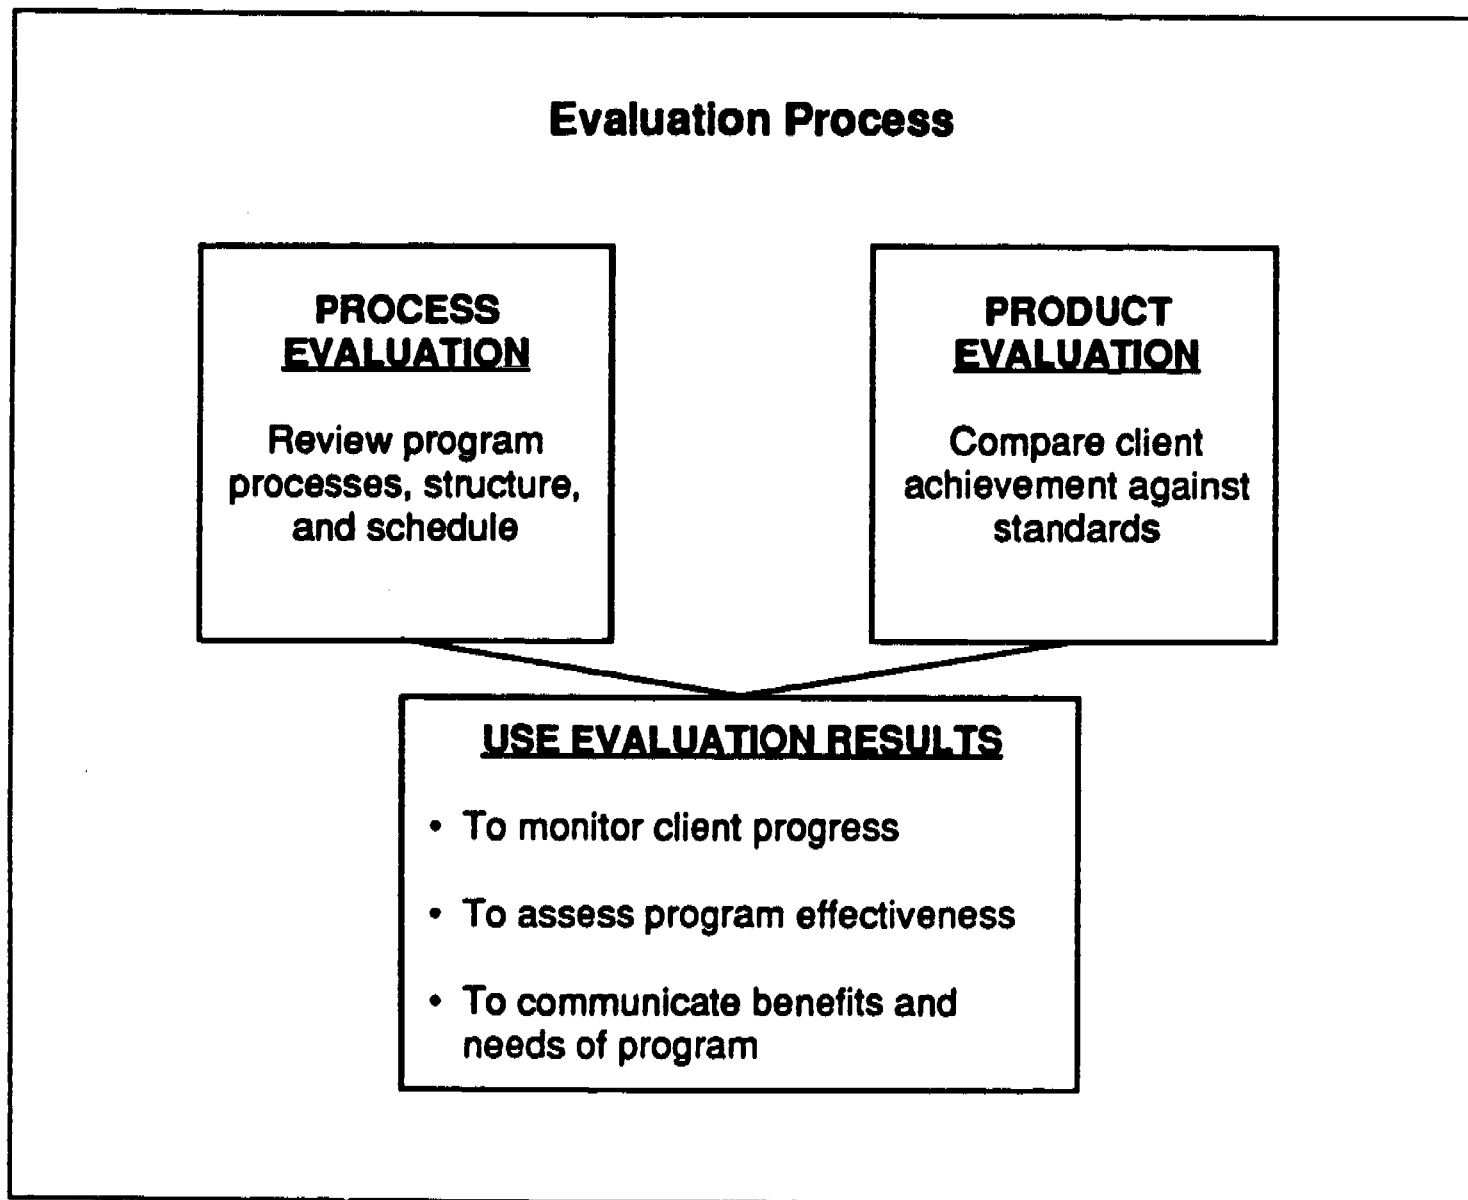 Evaluation Process
PROCESS
EVALUATION
Review program
processes, structure,
and schedule
PRODUCT
EVALUATION
Compare client
achievement against
standards
USE EVALUATION RESULTS
• To monitor client progress
• To assess program effectiveness
• To communicate benefits and
needs of program